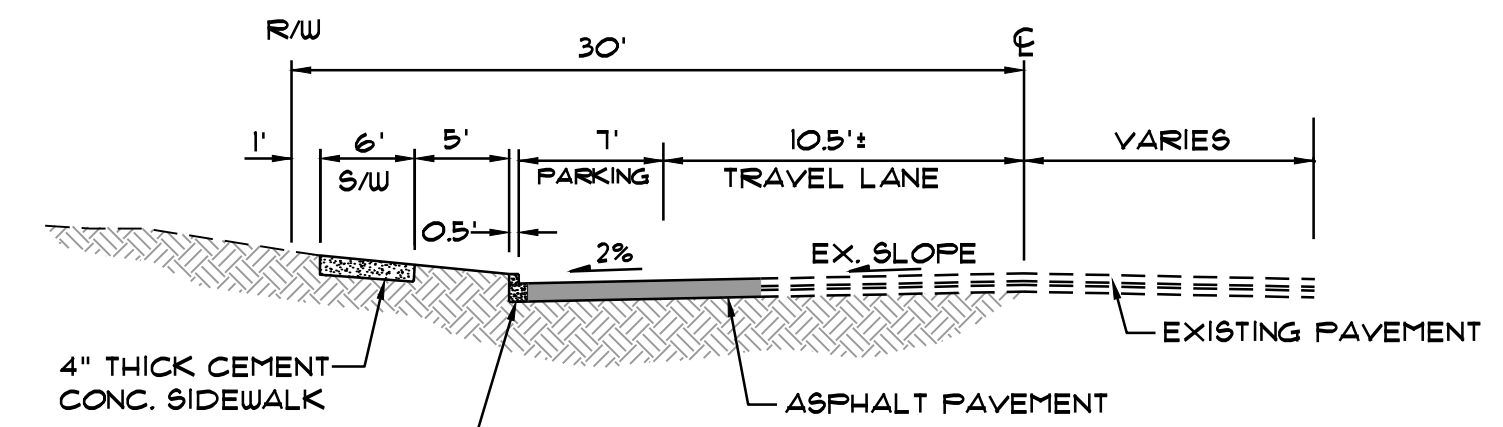 R/W
℄
30'
1'
6'
5'
7'
10.5'±
VARIES
S/W
PARKING
TRAVEL LANE
0.5'
2%
EX. SLOPE
EXISTING PAVEMENT
4" THICK CEMENT
CONC. SIDEWALK
ASPHALT PAVEMENT